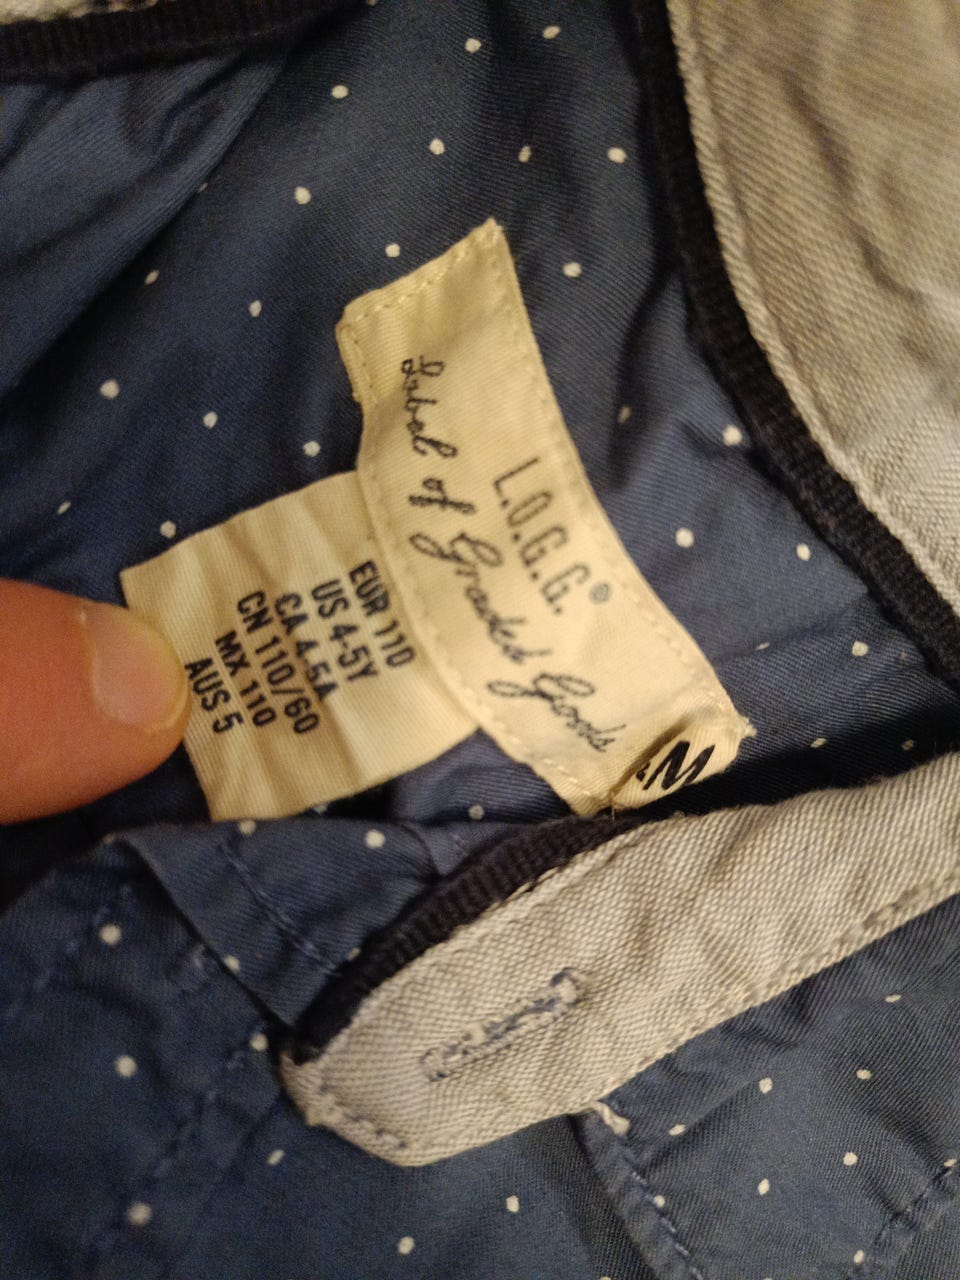 L.O.G.G.®
Label of Graded Goods
EUR 110
US 4-5Y
CA 4-5A
CN 110/60
MX 110
AUS 5